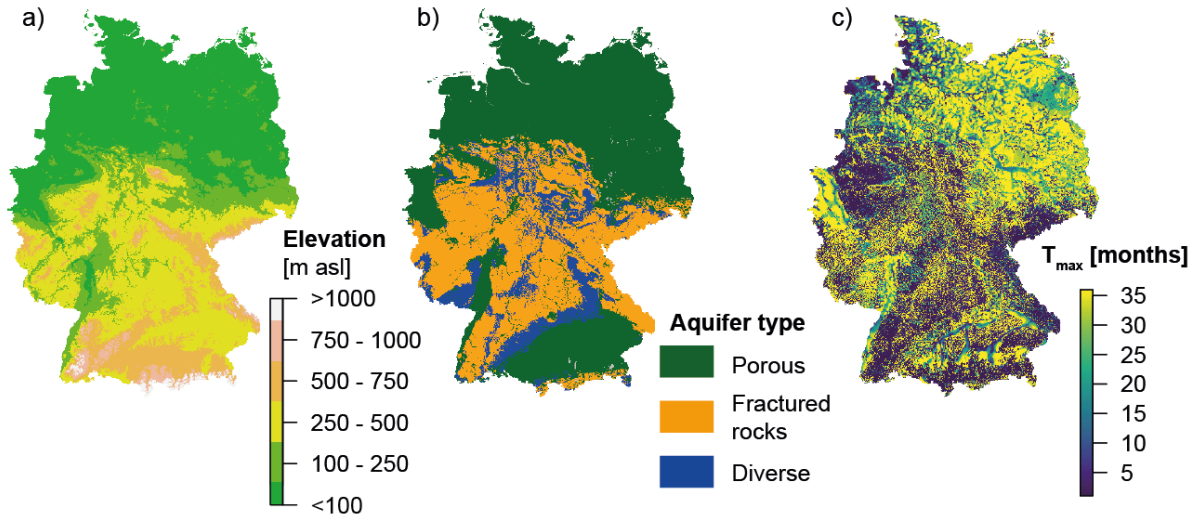 a)
b)
c)
Elevation
[m asl]
>1000
750 - 1000
500 - 750
250 - 500
100 - 250
<100
Aquifer type
Porous
Fractured
rocks
Diverse
Tmax [months]
35
30
25
20
15
10
5